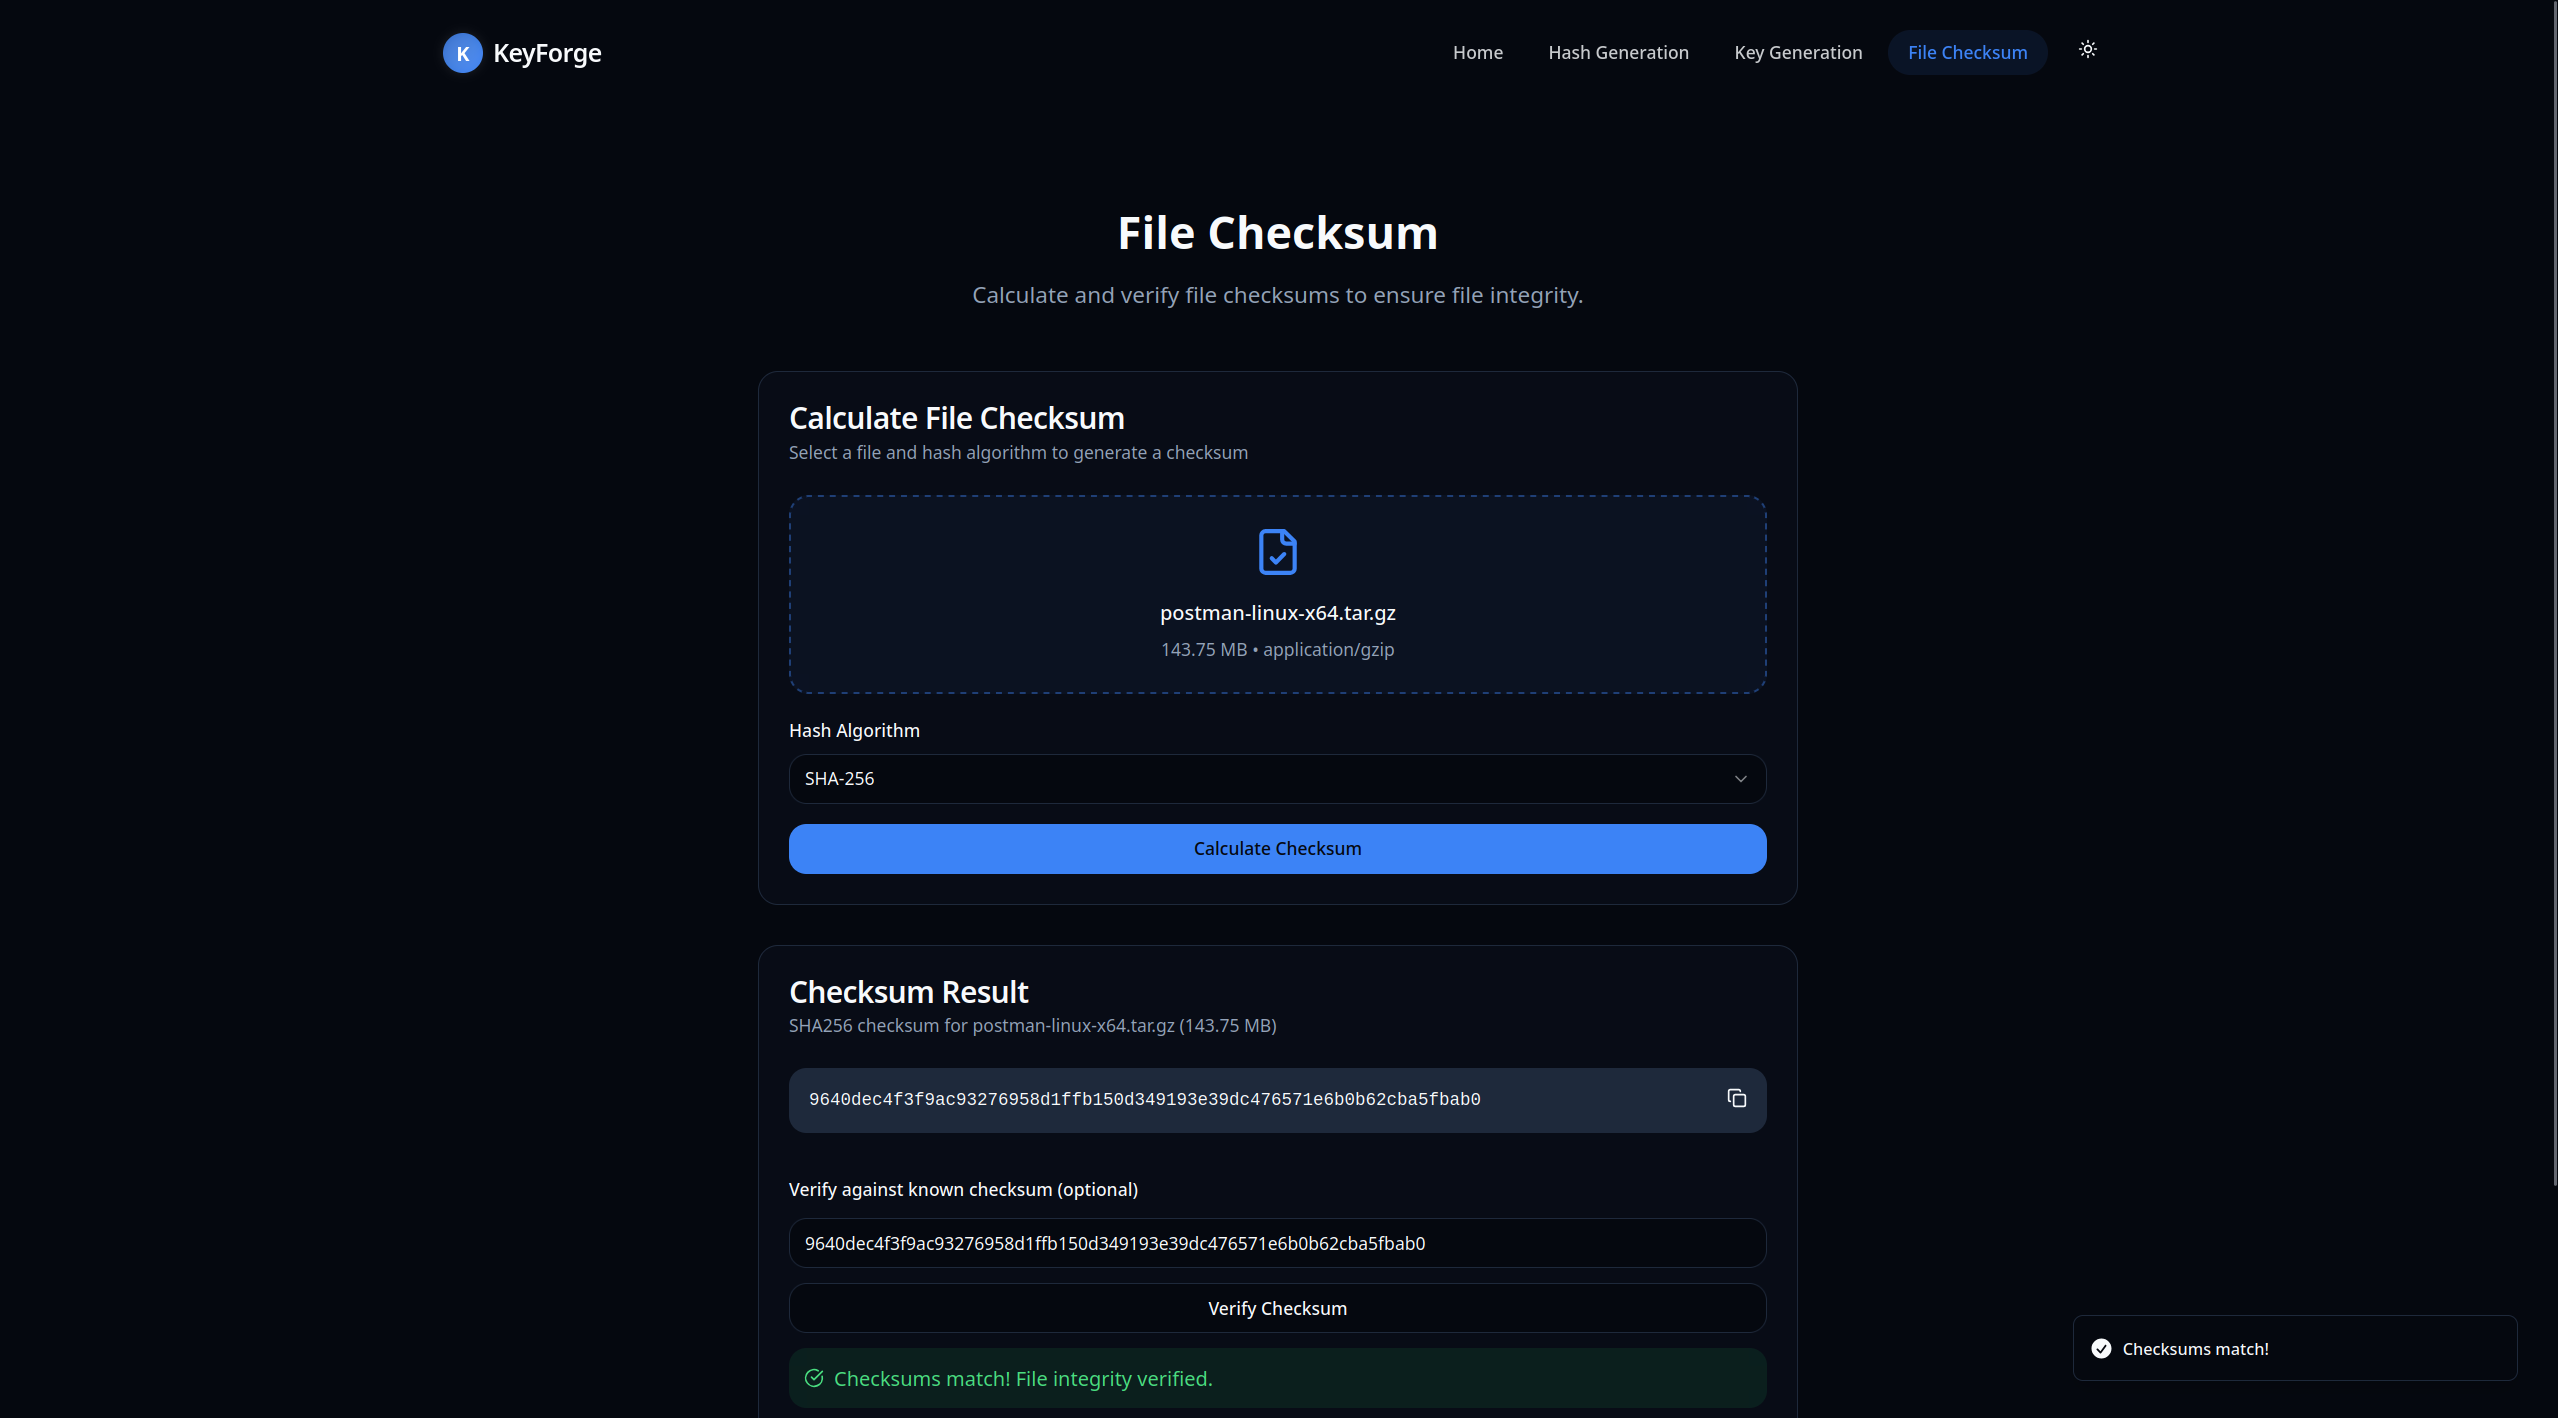 K
KeyForge
Home
Hash Generation
Key Generation
File Checksum
File Checksum
Calculate and verify file checksums to ensure file integrity.
Calculate File Checksum
Select a file and hash algorithm to generate a checksum
postman-linux-x64.tar.gz
143.75 MB • application/gzip
Hash Algorithm
SHA-256
Calculate Checksum
Checksum Result
SHA256 checksum for postman-linux-x64.tar.gz (143.75 MB)
9640dec4f3f9ac93276958d1ffb150d349193e39dc476571e6b0b62cba5fbab0
Verify against known checksum (optional)
9640dec4f3f9ac93276958d1ffb150d349193e39dc476571e6b0b62cba5fbab0
Verify Checksum
Checksums match! File integrity verified.
Checksums match!